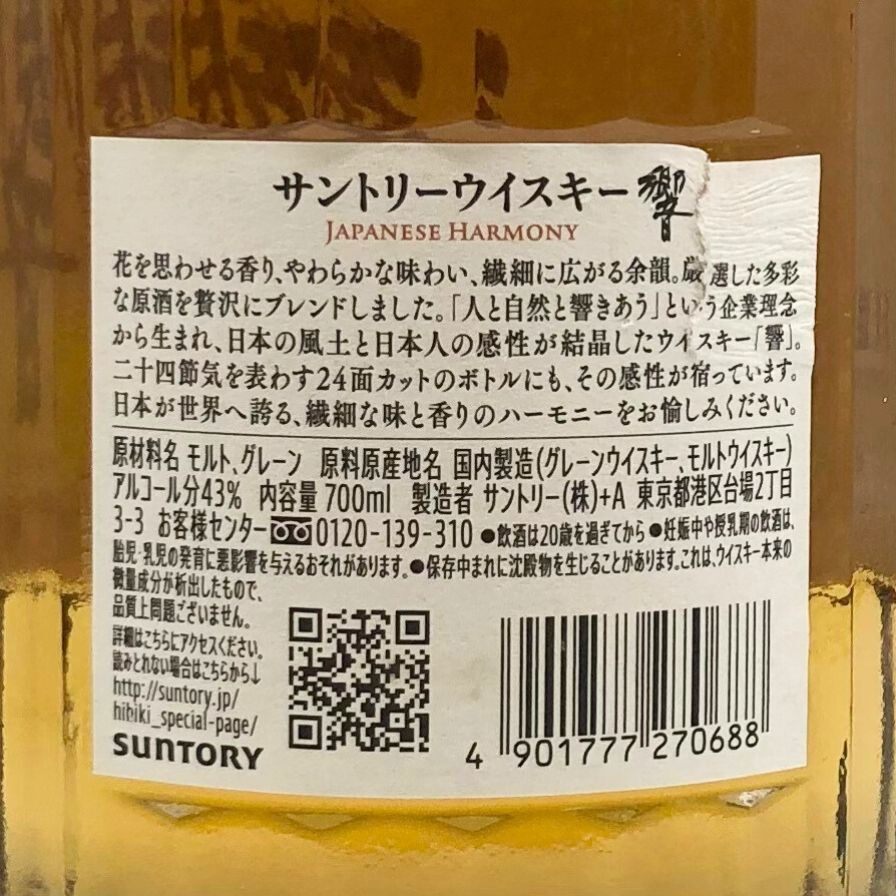 サントリーウイスキー 響
JAPANESE HARMONY
花を思わせる香り、やわらかな味わい、繊細に広がる余韻。厳選した多彩
な原酒を贅沢にブレンドしました。「人と自然と響きあう」という企業理念
から生まれ、日本の風土と日本人の感性が結晶したウイスキー「響」。
二十四節気を表わす24面カットのボトルにも、その感性が宿っています。
日本が世界へ誇る、繊細な味と香りのハーモニーをお愉しみください。
原材料名 モルト、グレーン 原料原産地名 国内製造(グレーンウイスキー、モルトウイスキー)
アルコール分43% 内容量 700ml 製造者 サントリー(株)+A 東京都港区台場2丁目
3-3 お客様センター 0120-139-310 ●飲酒は20歳を過ぎてから ●妊娠中や授乳期の飲酒は、
胎児・乳児の発育に悪影響を与えるおそれがあります。●保存中まれに沈殿物を生じることがあります。これは、ウイスキー本来の
微量成分が析出したもので、
品質上問題ございません。
詳細はこちらにアクセスください。
読みとれない場合はこちらから↓
http://suntory.jp/
hibiki_special-page/
SUNTORY
4 901777 270688